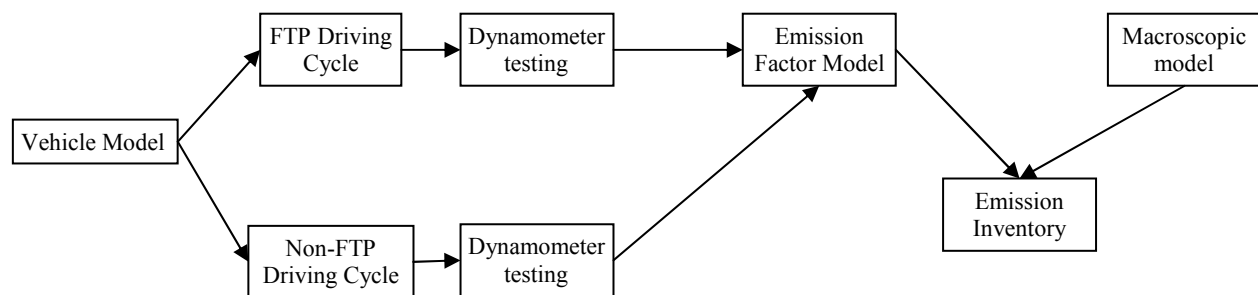 FTP Driving
Cycle
Dynamometer
testing
Emission
Factor Model
Macroscopic
model
Vehicle Model
Emission
Inventory
Non-FTP
Driving Cycle
Dynamometer
testing